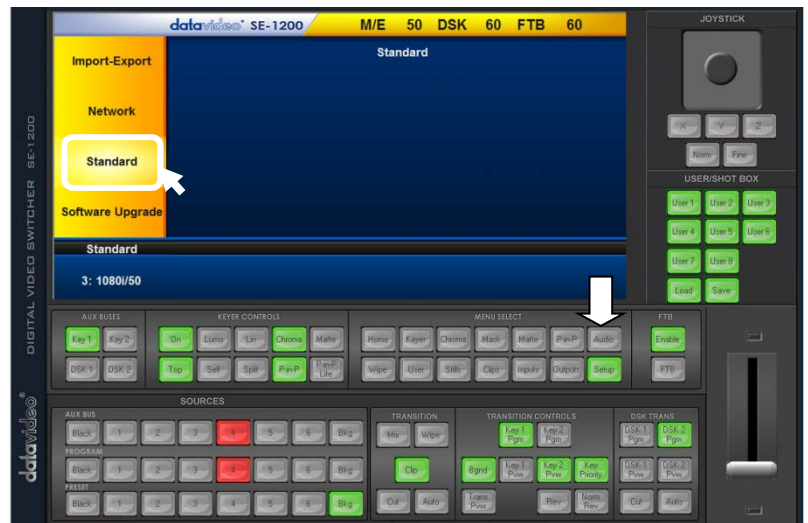 datavideo SE-1200 M/E 50 DSK 60 FTB 60
Import-Export
Network
Standard
Software Upgrade
Standard
Standard
3: 1080i/50
JOYSTICK
X Y Z
Norm Fine
USER/SHOT BOX
User 1 User 2 User 3
User 4 User 5 User 6
User 7 User 8
Load Save
DIGITAL VIDEO SWITCHER SE-1200
datavideo
AUX BUSES
Key 1 Key 2
DSK 1 DSK 2
KEYER CONTROLS
On Luma Lin Chroma Matte
Top Self Split P-in-P P-in-P Lite
MENU SELECT
Home Keyer Chroma Mask Matte P-in-P Audio
Wipe User Stills Clips Inputs Outputs Setup
FTB
Enable
FTB
SOURCES
AUX BUS
Black 1 2 3 4 5 6 Bkg
PROGRAM
Black 1 2 3 4 5 6 Bkg
PRESET
Black 1 2 3 4 5 6 Bkg
TRANSITION
Mix Wipe
Clip
Cut Auto
TRANSITION CONTROLS
Key 1 Pgm Key 2 Pgm
Bgnd Key 1 Pvw Key 2 Pvw Key Priority
Trans Pvw Rev Norm Rev
DSK TRANS
DSK 1 Pgm DSK 2 Pgm
DSK 1 Pvw DSK 2 Pvw
Cut Auto